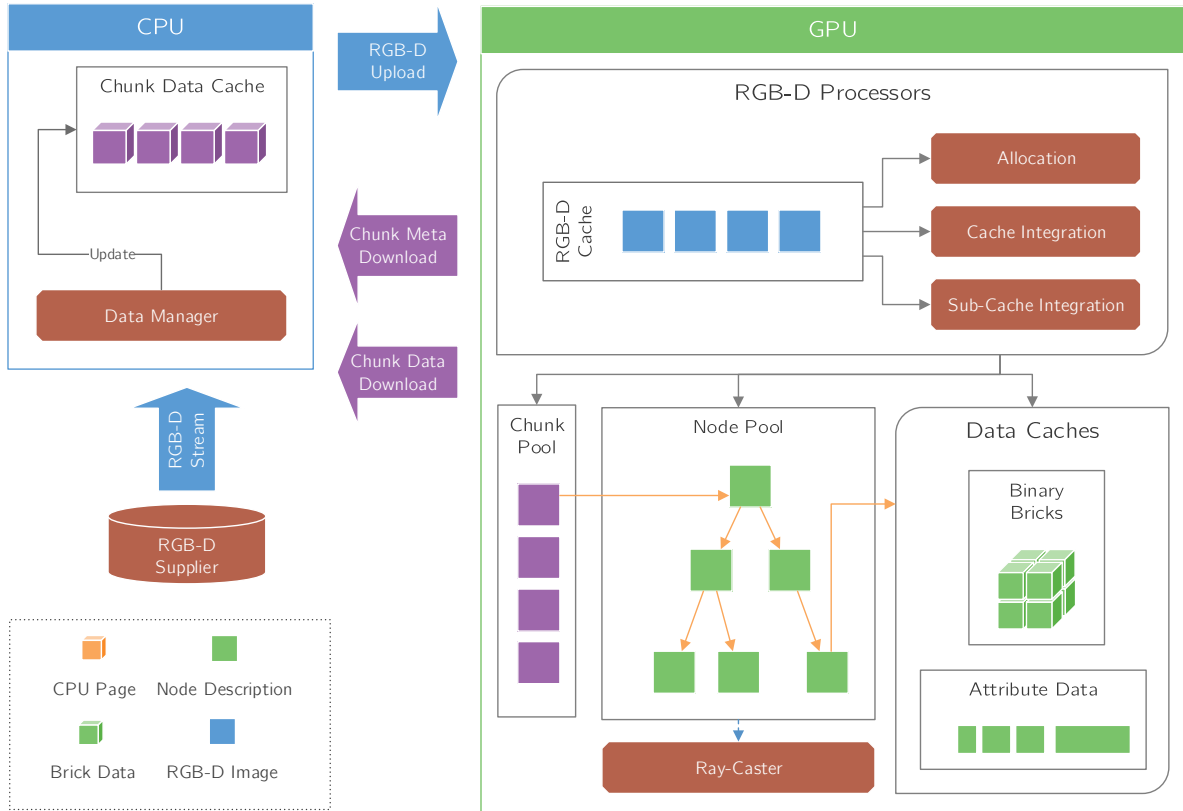 CPU
Chunk Data Cache
Update
Data Manager
RGB-D
Stream
RGB-D
Supplier
CPU Page
Node Description
Brick Data
RGB-D Image
RGB-D
Upload
Chunk Meta
Download
Chunk Data
Download
GPU
RGB-D Processors
RGB-D
Cache
Allocation
Cache Integration
Sub-Cache Integration
Chunk
Pool
Node Pool
Data Caches
Binary
Bricks
Attribute Data
Ray-Caster